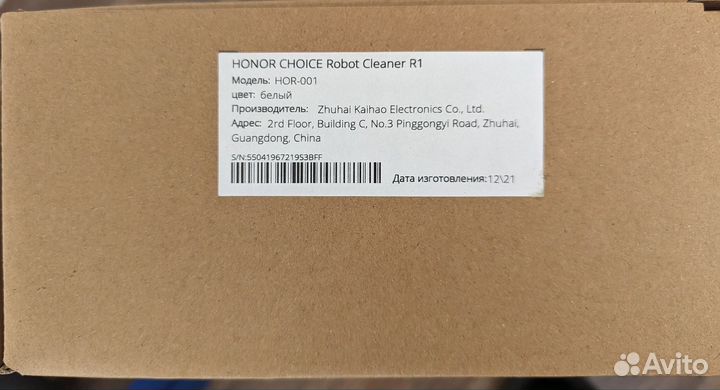 HONOR CHOICE Robot Cleaner R1
Модель: HOR-001
цвет: белый
Производитель: Zhuhai Kaihao Electronics Co., Ltd.
Адрес: 2rd Floor, Building C, No.3 Pinggongyi Road, Zhuhai,
Guangdong, China
S/N:55041967219S3BFF
Дата изготовления:12\21
Avito